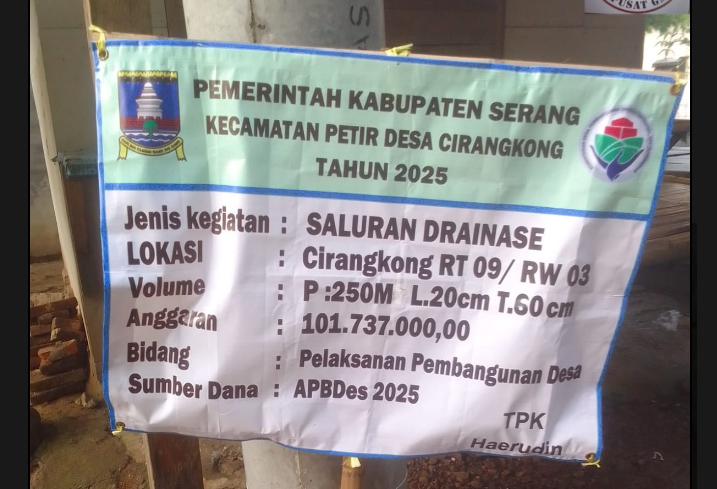 PUSAT
PEMERINTAH KABUPATEN SERANG
KECAMATAN PETIR DESA CIRANGKONG
TAHUN 2025
Jenis kegiatan : SALURAN DRAINASE
LOKASI : Cirangkong RT 09/ RW 03
Volume : P :250M L.20cm T.60cm
Anggaran : 101.737.000,00
Bidang : Pelaksanan Pembangunan Desa
Sumber Dana : APBDes 2025
TPK
Haerudin